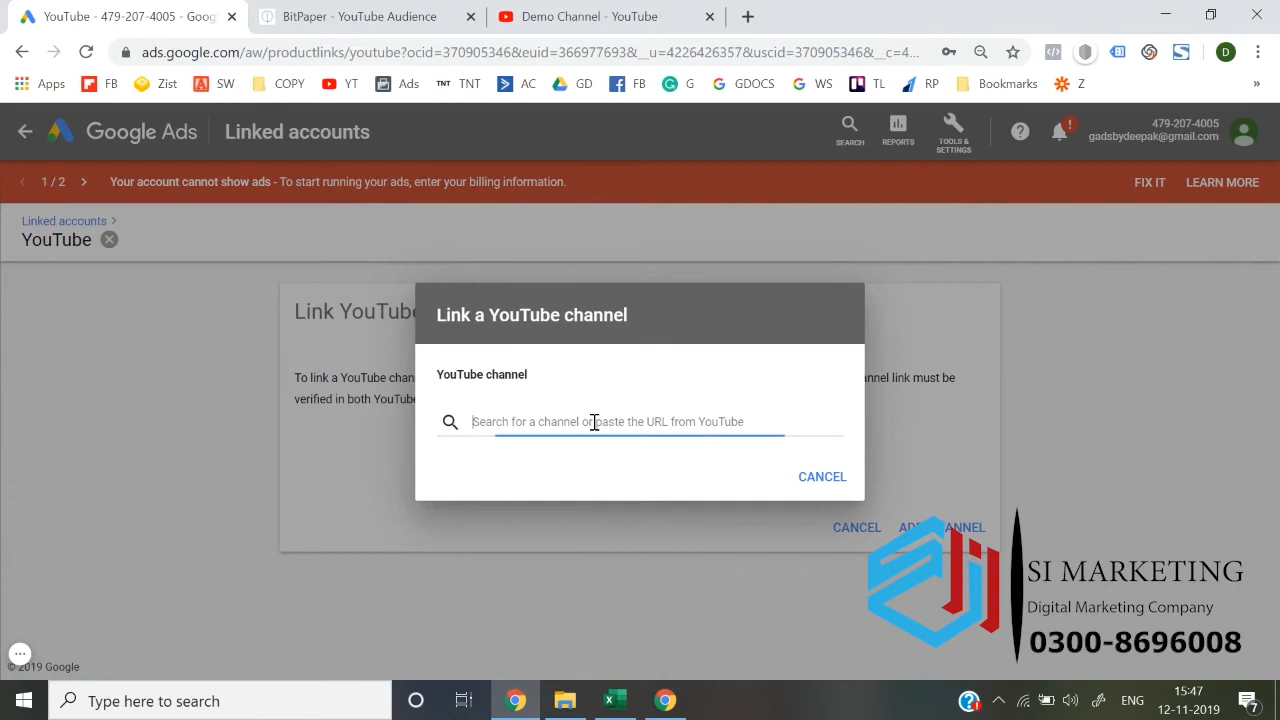 YouTube - 479-207-4005 - Goog
BitPaper - YouTube Audience
Demo Channel - YouTube
ads.google.com/aw/productlinks/youtube?ocid=370905346&euid=366977693&__u=4226426357&uscid=370905346&__c=4...
D
Apps FB Zist SW COPY YT Ads TNT TNT AC GD FB G GDOCS WS TL RP Bookmarks Z »
Google Ads Linked accounts
SEARCH REPORTS TOOLS & SETTINGS
479-207-4005
gadsbydeepak@gmail.com
1 / 2 Your account cannot show ads - To start running your ads, enter your billing information. FIX IT LEARN MORE
Linked accounts >
YouTube
Link YouTube
Link a YouTube channel
To link a YouTube chan
annel link must be
verified in both YouTube
YouTube channel
Search for a channel or paste the URL from YouTube
CANCEL
CANCEL
SI MARKETING
Digital Marketing Company
0300-8696008
© 2019 Google
Type here to search
ENG
15:47
12-11-2019
7